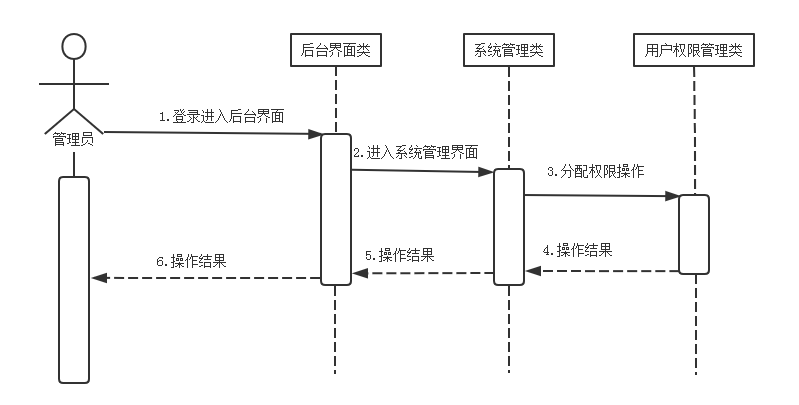 后台界面类
系统管理类
用户权限管理类
管理员
1.登录进入后台界面
2.进入系统管理界面
3.分配权限操作
4.操作结果
5.操作结果
6.操作结果